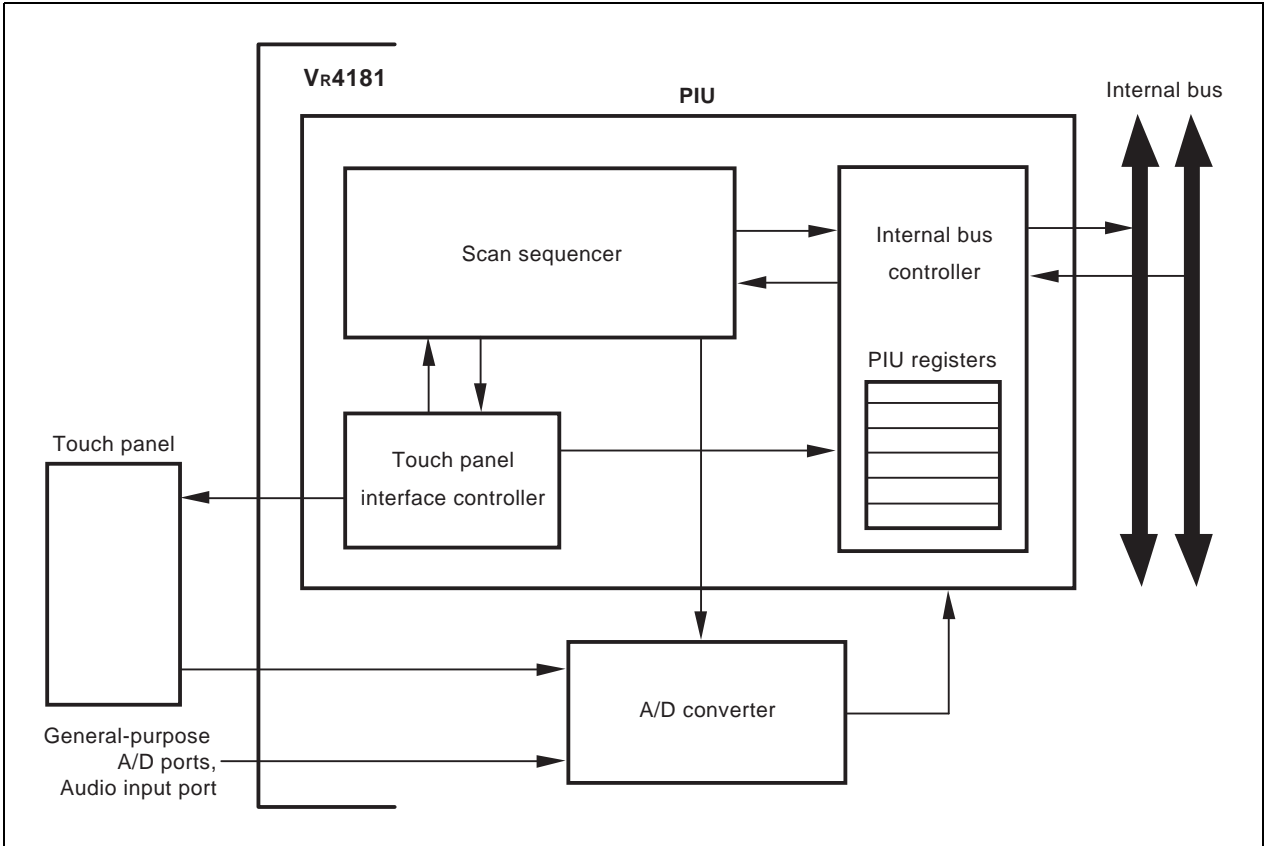 VR4181
PIU
Internal bus
Scan sequencer
Internal bus
controller
PIU registers
Touch panel
Touch panel
interface controller
A/D converter
General-purpose
A/D ports,
Audio input port